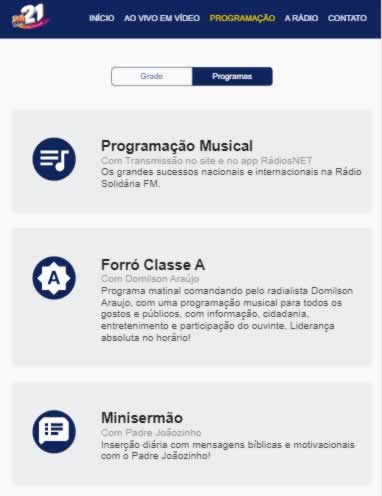 21
INÍCIO AO VIVO EM VÍDEO PROGRAMAÇÃO A RÁDIO CONTATO
Grade Programas
Programação Musical
Com Transmissão no site e no app RádiosNET
Os grandes sucessos nacionais e internacionais na Rádio
Solidária FM.
A
Forró Classe A
Com Domilson Araújo
Programa matinal comandando pelo radialista Domilson
Araujo, com uma programação musical para todos os
gostos e públicos, com informação, cidadania,
entretenimento e participação do ouvinte. Liderança
absoluta no horário!
Minisermão
Com Padre Joãozinho
Inserção diária com mensagens bíblicas e motivacionais
com o Padre Joãozinho!